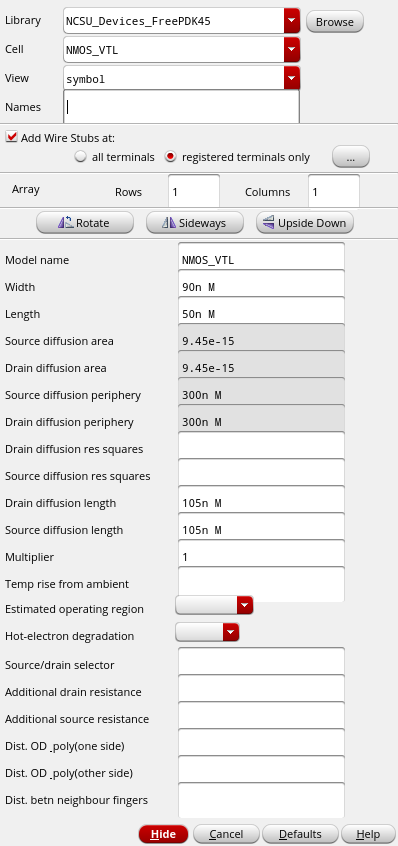 Library NCSU_Devices_FreePDK45 Browse
Cell NMOS_VTL
View symbol
Names
Add Wire Stubs at:
all terminals registered terminals only ...
Array Rows 1 Columns 1
Rotate Sideways Upside Down
Model name NMOS_VTL
Width 90n M
Length 50n M
Source diffusion area 9.45e-15
Drain diffusion area 9.45e-15
Source diffusion periphery 300n M
Drain diffusion periphery 300n M
Drain diffusion res squares
Source diffusion res squares
Drain diffusion length 105n M
Source diffusion length 105n M
Multiplier 1
Temp rise from ambient
Estimated operating region
Hot-electron degradation
Source/drain selector
Additional drain resistance
Additional source resistance
Dist. OD_poly(one side)
Dist. OD_poly(other side)
Dist. betn neighbour fingers
Hide Cancel Defaults Help